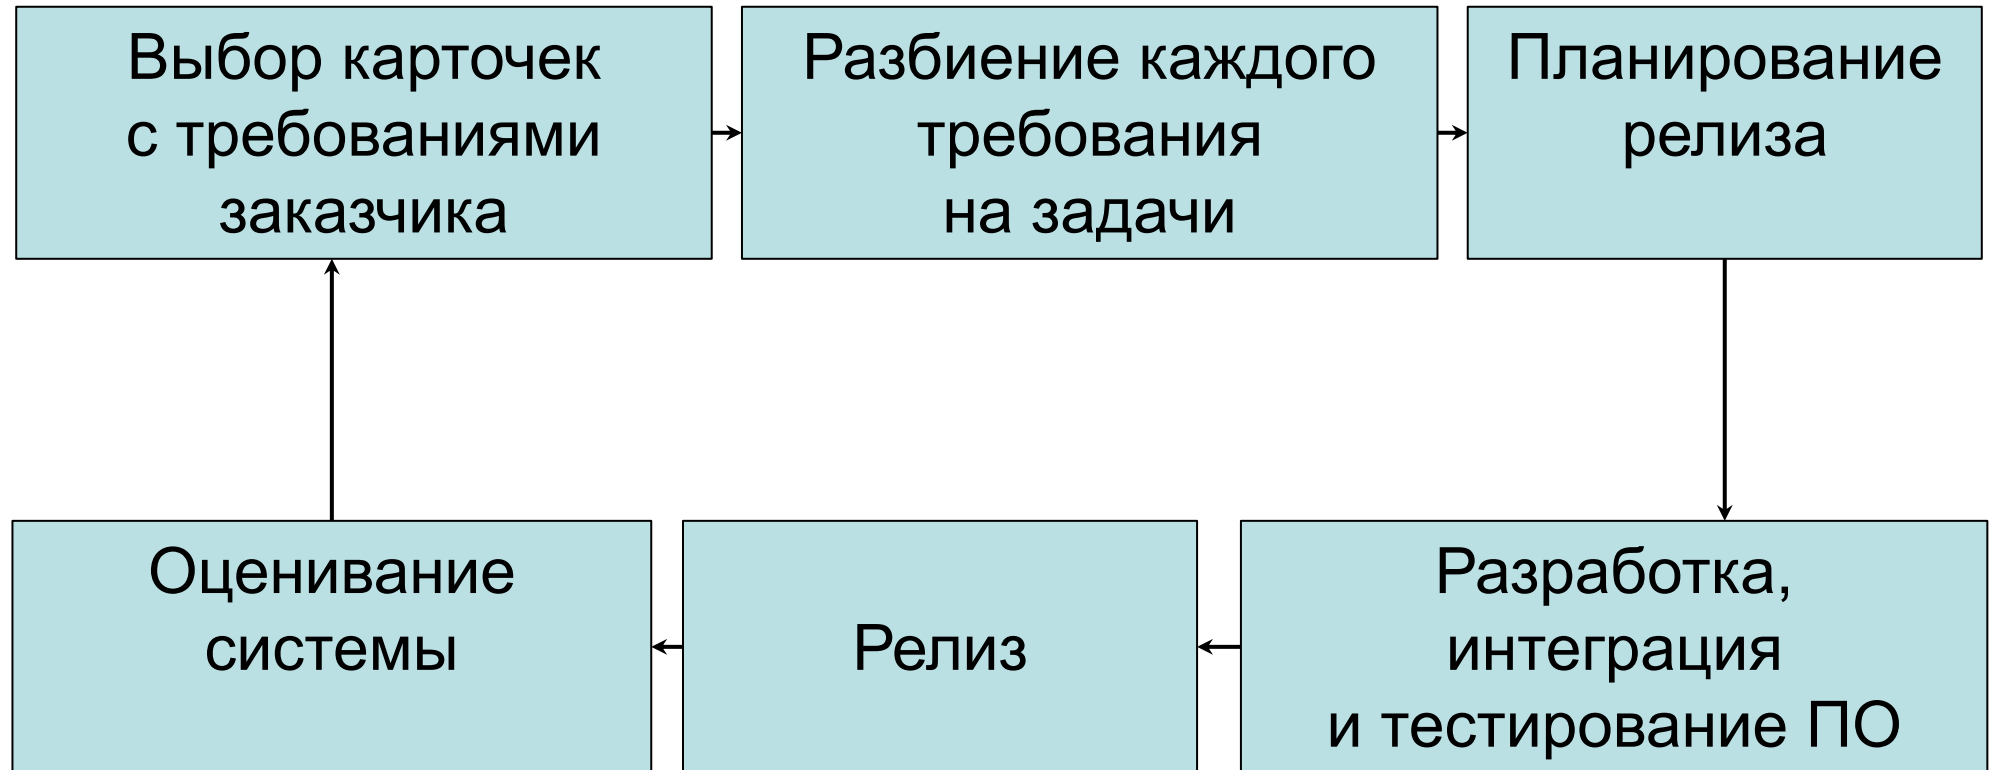 Выбор карточек
с требованиями
заказчика
Разбиение каждого
требования
на задачи
Планирование
релиза
Оценивание
системы
Релиз
Разработка,
интеграция
и тестирование ПО